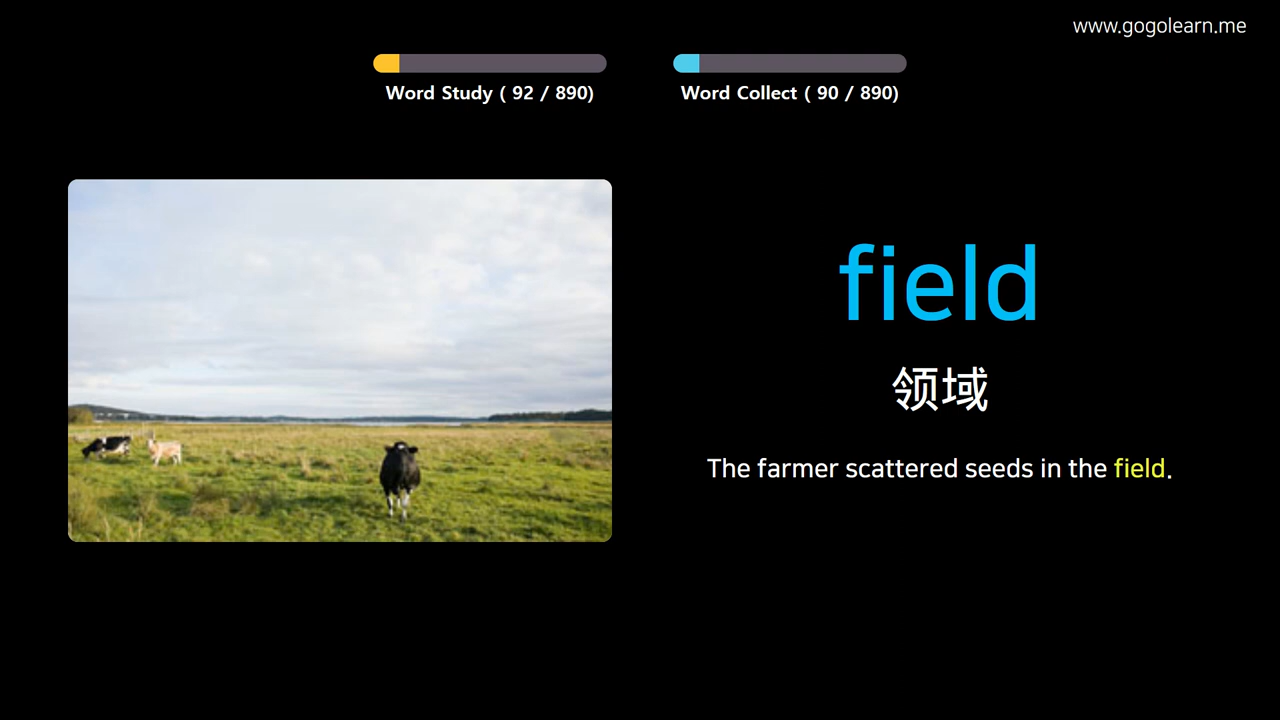 www.gogolearn.me
Word Study ( 92 / 890)
Word Collect ( 90 / 890)
field
领域
The farmer scattered seeds in the field.